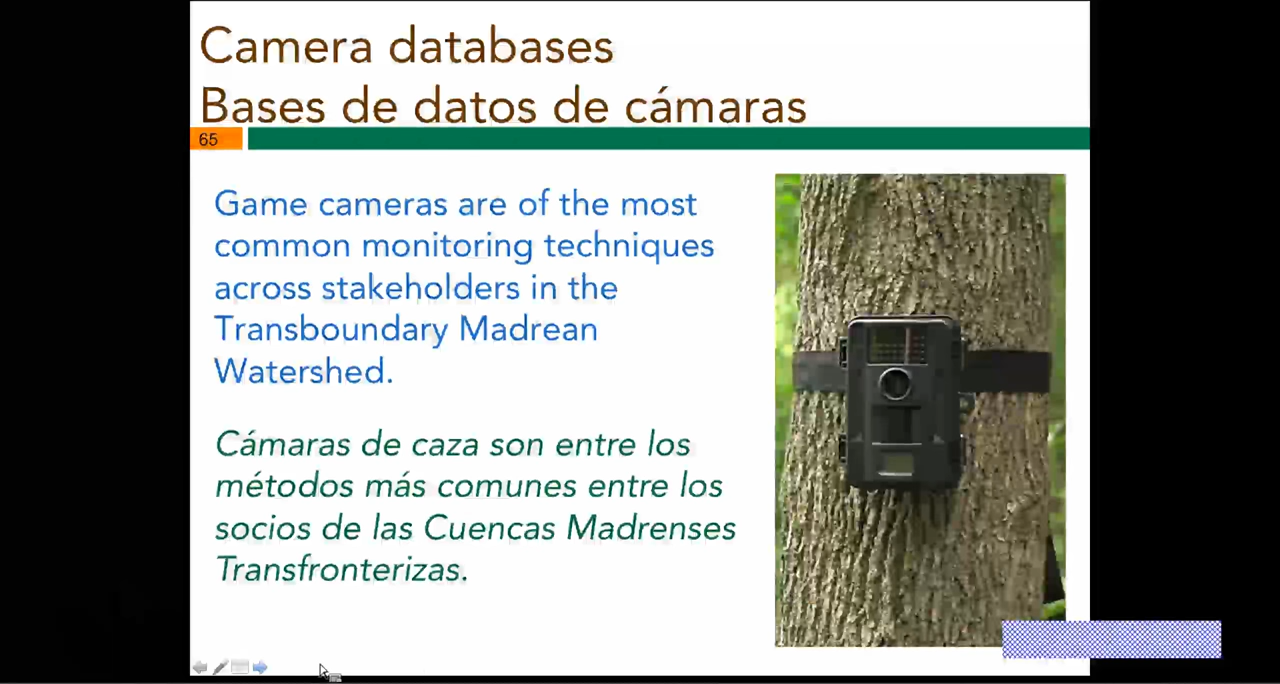 Camera databases
Bases de datos de cámaras
65
Game cameras are of the most
common monitoring techniques
across stakeholders in the
Transboundary Madrean
Watershed.
Cámaras de caza son entre los
métodos más comunes entre los
socios de las Cuencas Madrenses
Transfronterizas.